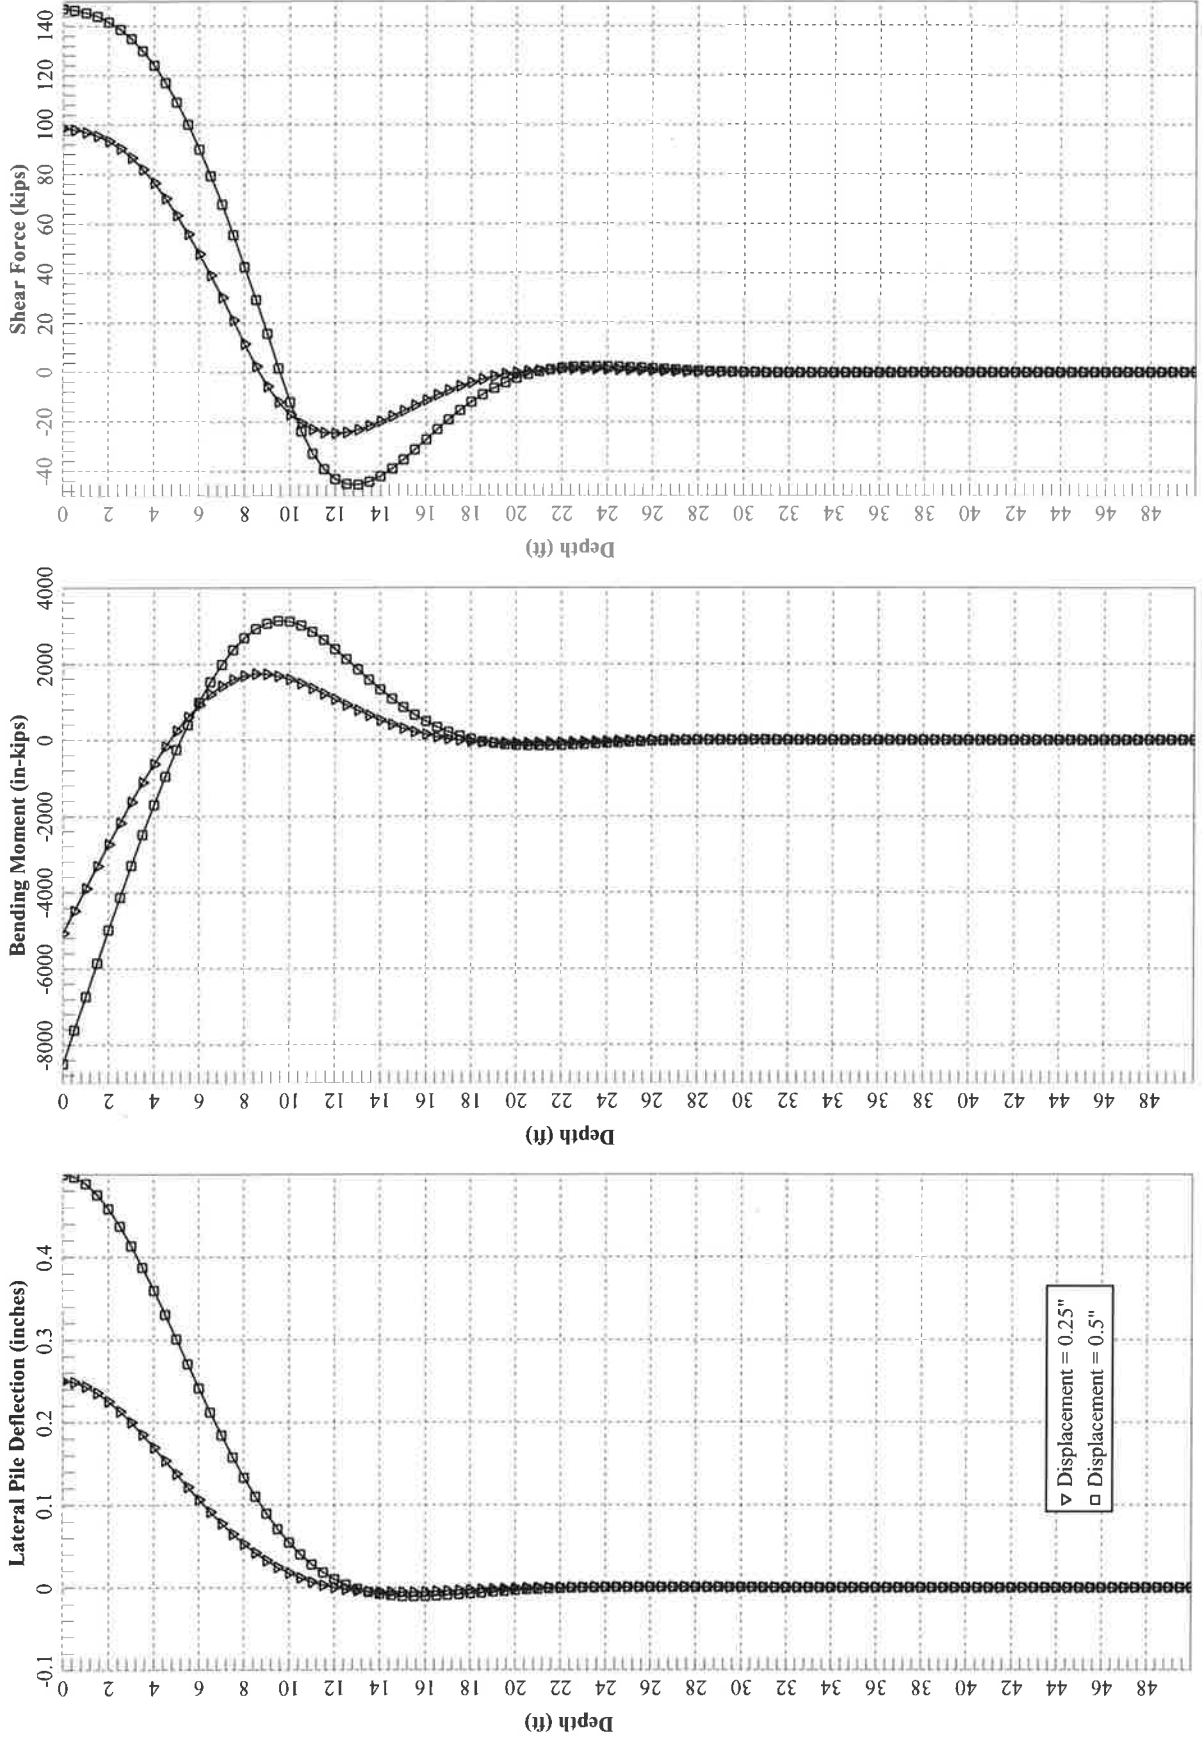 Lateral Pile Deflection (inches)
-0.1 0 0.1 0.2 0.3 0.4
Depth (ft)
0 2 4 6 8 10 12 14 16 18 20 22 24 26 28 30 32 34 36 38 40 42 44 46 48
Displacement = 0.25"
Displacement = 0.5"
Bending Moment (in-kips)
-8000 -6000 -4000 -2000 0 2000 4000
Depth (ft)
0 2 4 6 8 10 12 14 16 18 20 22 24 26 28 30 32 34 36 38 40 42 44 46 48
Shear Force (kips)
-40 -20 0 20 40 60 80 100 120 140
Depth (ft)
0 2 4 6 8 10 12 14 16 18 20 22 24 26 28 30 32 34 36 38 40 42 44 46 48